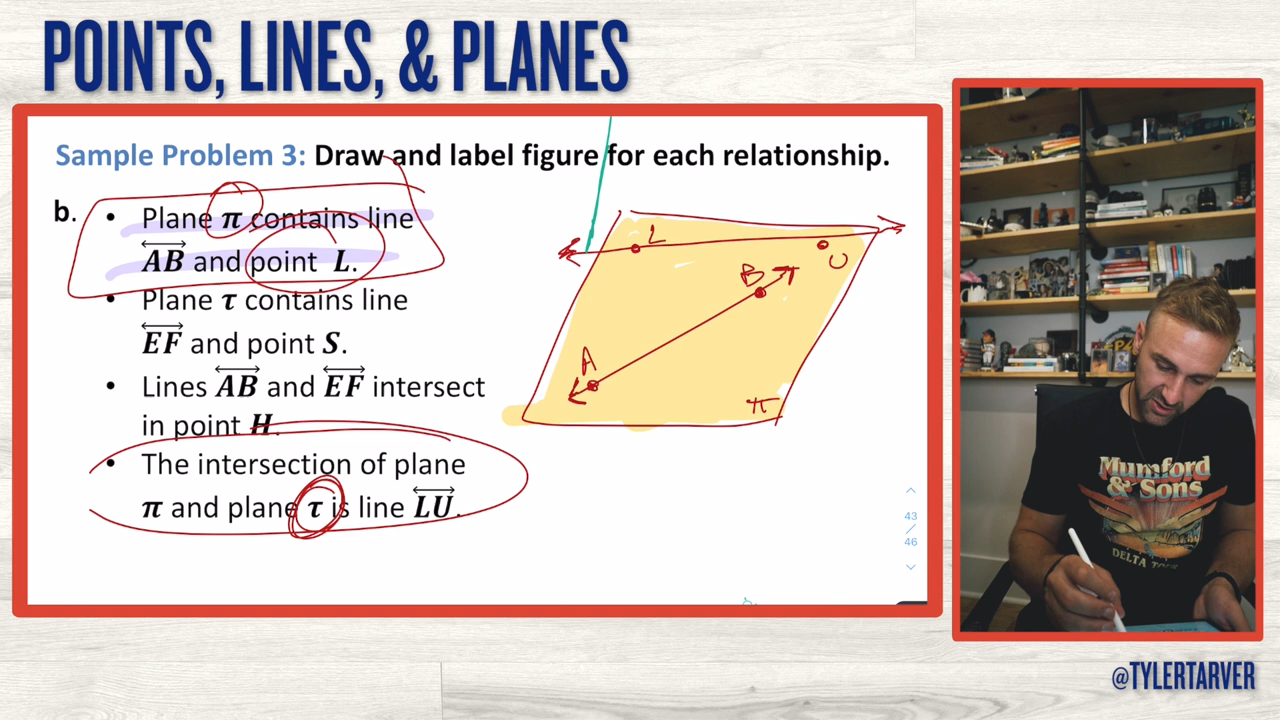 POINTS, LINES, & PLANES
Sample Problem 3: Draw and label figure for each relationship.
b.
• Plane π contains line
AB and point L.
• Plane τ contains line
EF and point S.
• Lines AB and EF intersect
in point H.
• The intersection of plane
π and plane τ is line LU.
L
U
B
A
π
43
/
46
Mumford
& Sons
DELTA
@TYLERTARVER